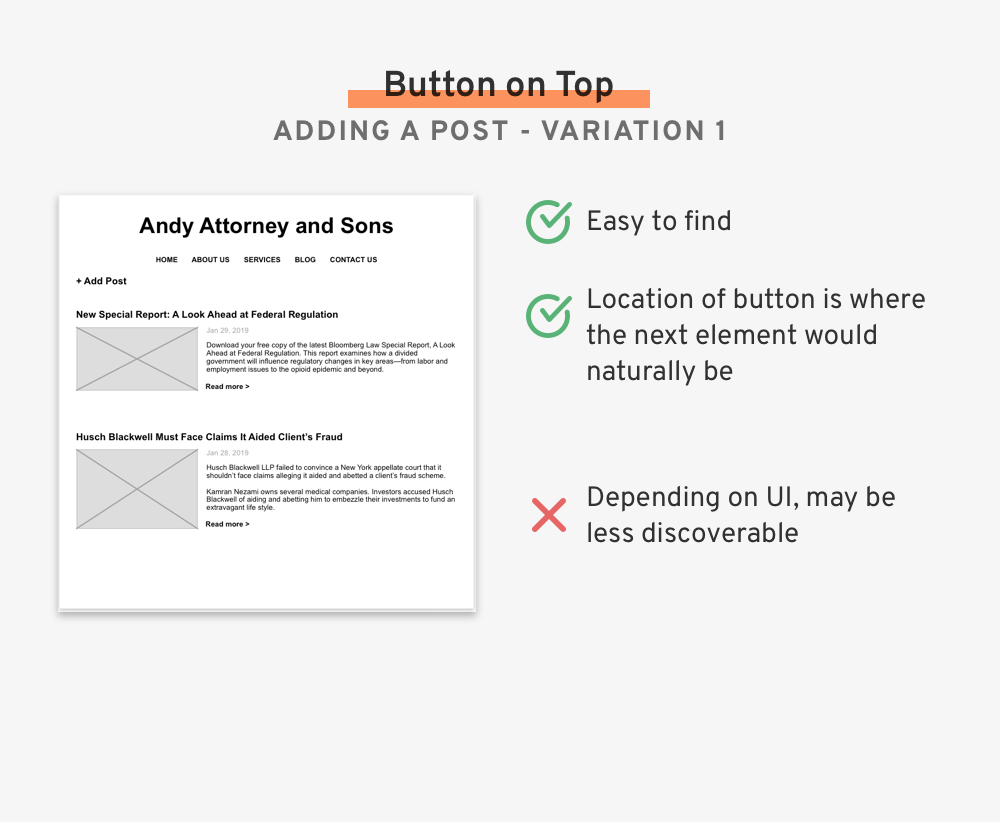 Button on Top
ADDING A POST - VARIATION 1
Andy Attorney and Sons
HOME ABOUT US SERVICES BLOG CONTACT US
+ Add Post
New Special Report: A Look Ahead at Federal Regulation
Jan 29, 2019
Download your free copy of the latest Bloomberg Law Special Report, A Look
Ahead at Federal Regulation. This report examines how a divided
government will influence regulatory changes in key areas—from labor and
employment issues to the opioid epidemic and beyond.
Read more >
Husch Blackwell Must Face Claims It Aided Client's Fraud
Jan 28, 2019
Husch Blackwell LLP failed to convince a New York appellate court that it
shouldn't face claims alleging it aided and abetted a client's fraud scheme.
Kamran Nezami owns several medical companies. Investors accused Husch
Blackwell of aiding and abetting him to embezzle their investments to fund an
extravagant life style.
Read more >
Easy to find
Location of button is where
the next element would
naturally be
Depending on UI, may be
less discoverable